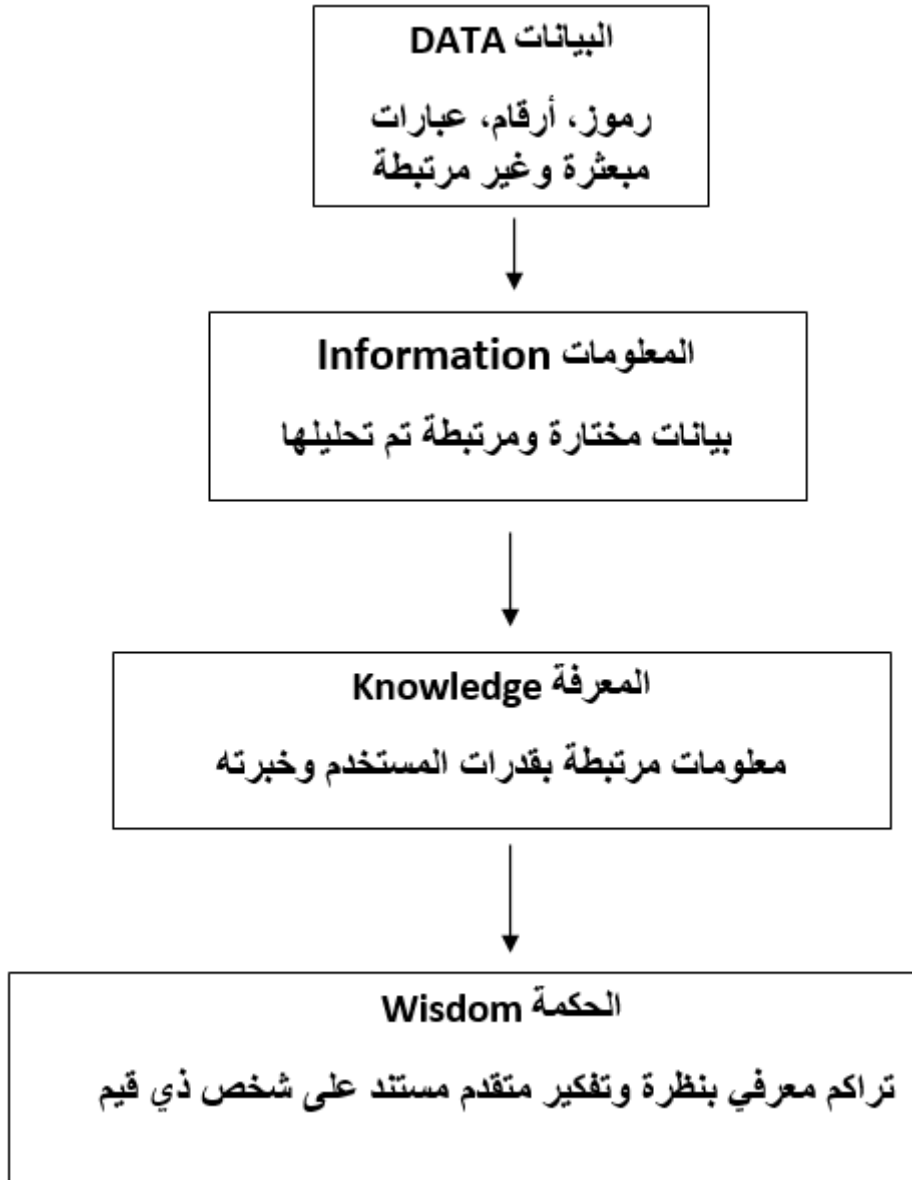 البيانات DATA
رموز، أرقام، عبارات
مبعثرة وغير مرتبطة
المعلومات Information
بيانات مختارة ومرتبطة تم تحليلها
المعرفة Knowledge
معلومات مرتبطة بقدرات المستخدم وخبرته
الحكمة Wisdom
تراكم معرفي بنظرة وتفكير متقدم مستند على شخص ذي قيم